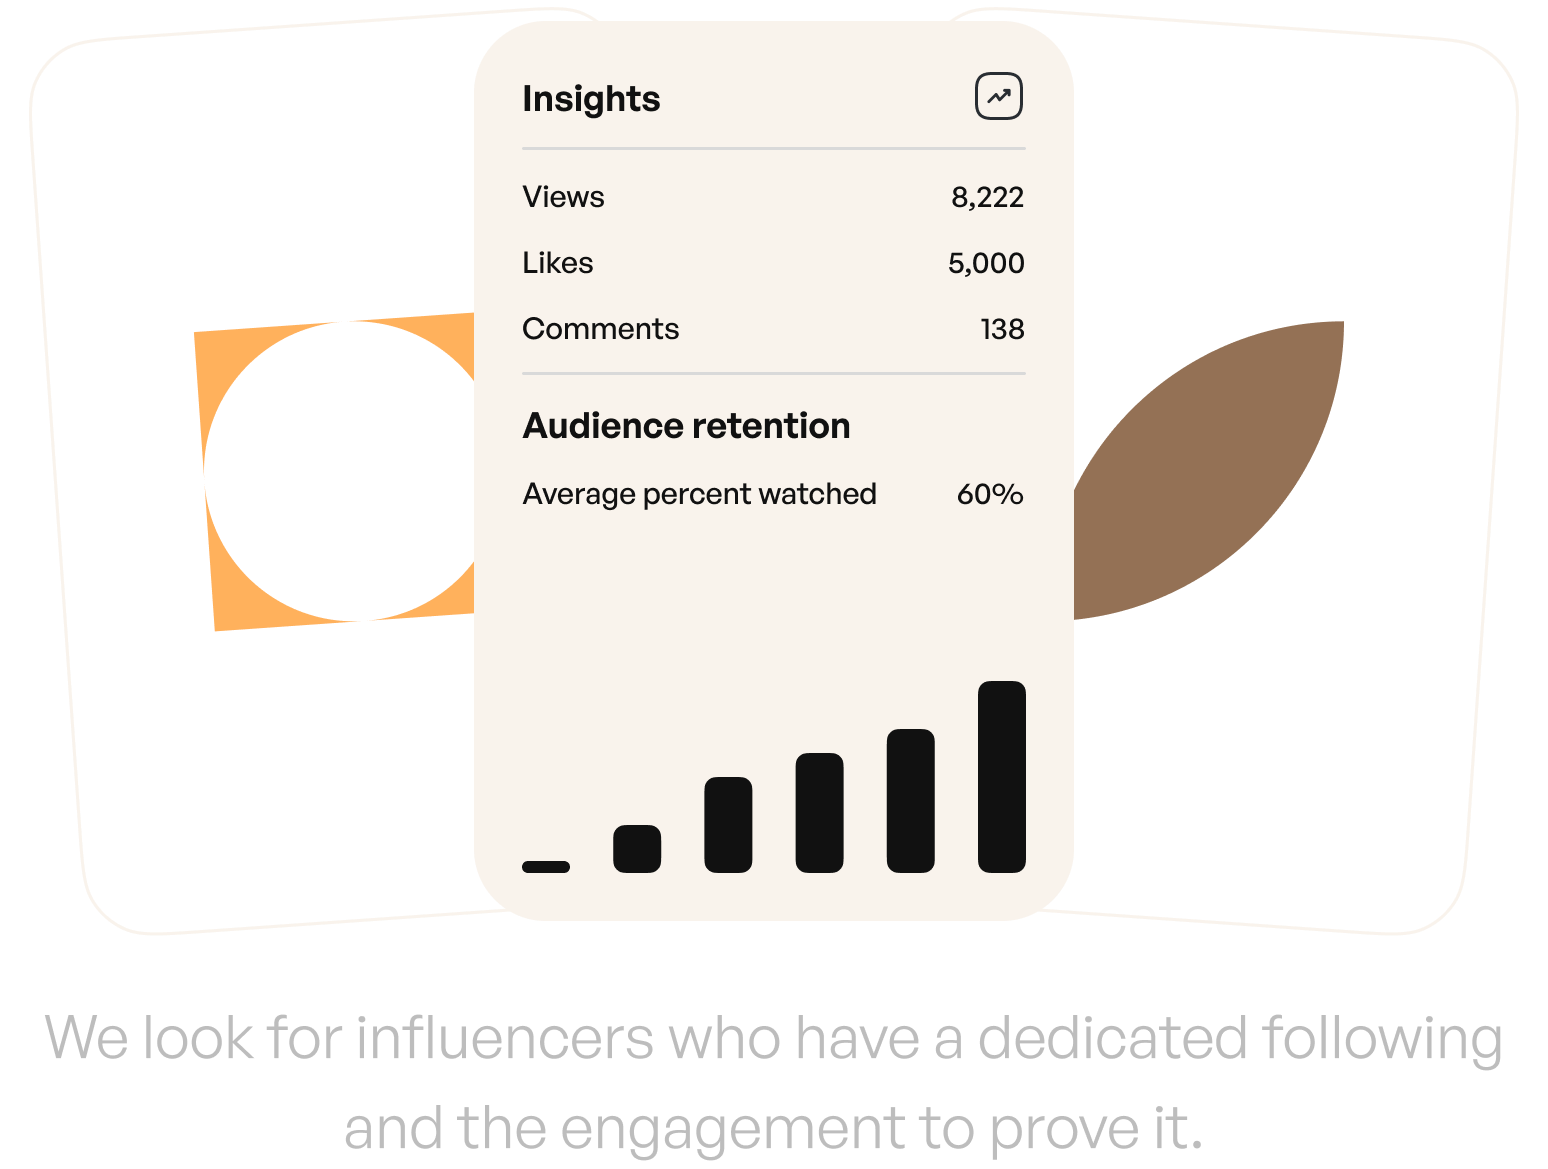 Insights
Views 8,222
Likes 5,000
Comments 138
Audience retention
Average percent watched 60%
We look for influencers who have a dedicated following
and the engagement to prove it.